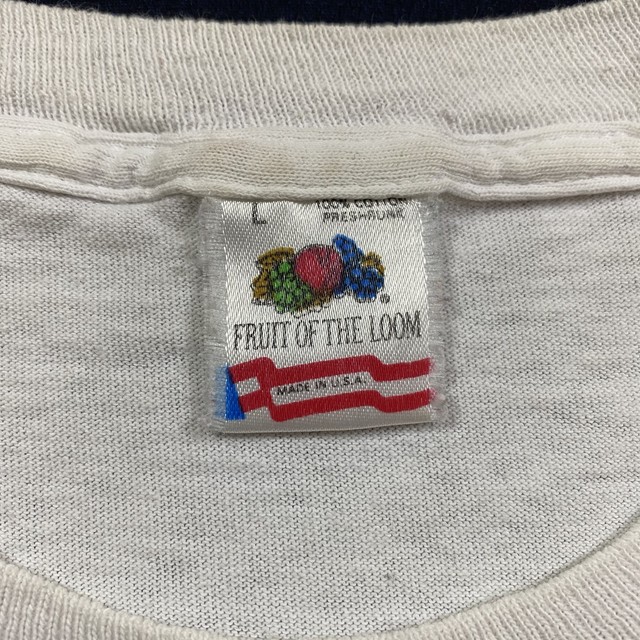 L
100% COTTON
PRESHRUNK
®
FRUIT OF THE LOOM
MADE IN U.S.A.